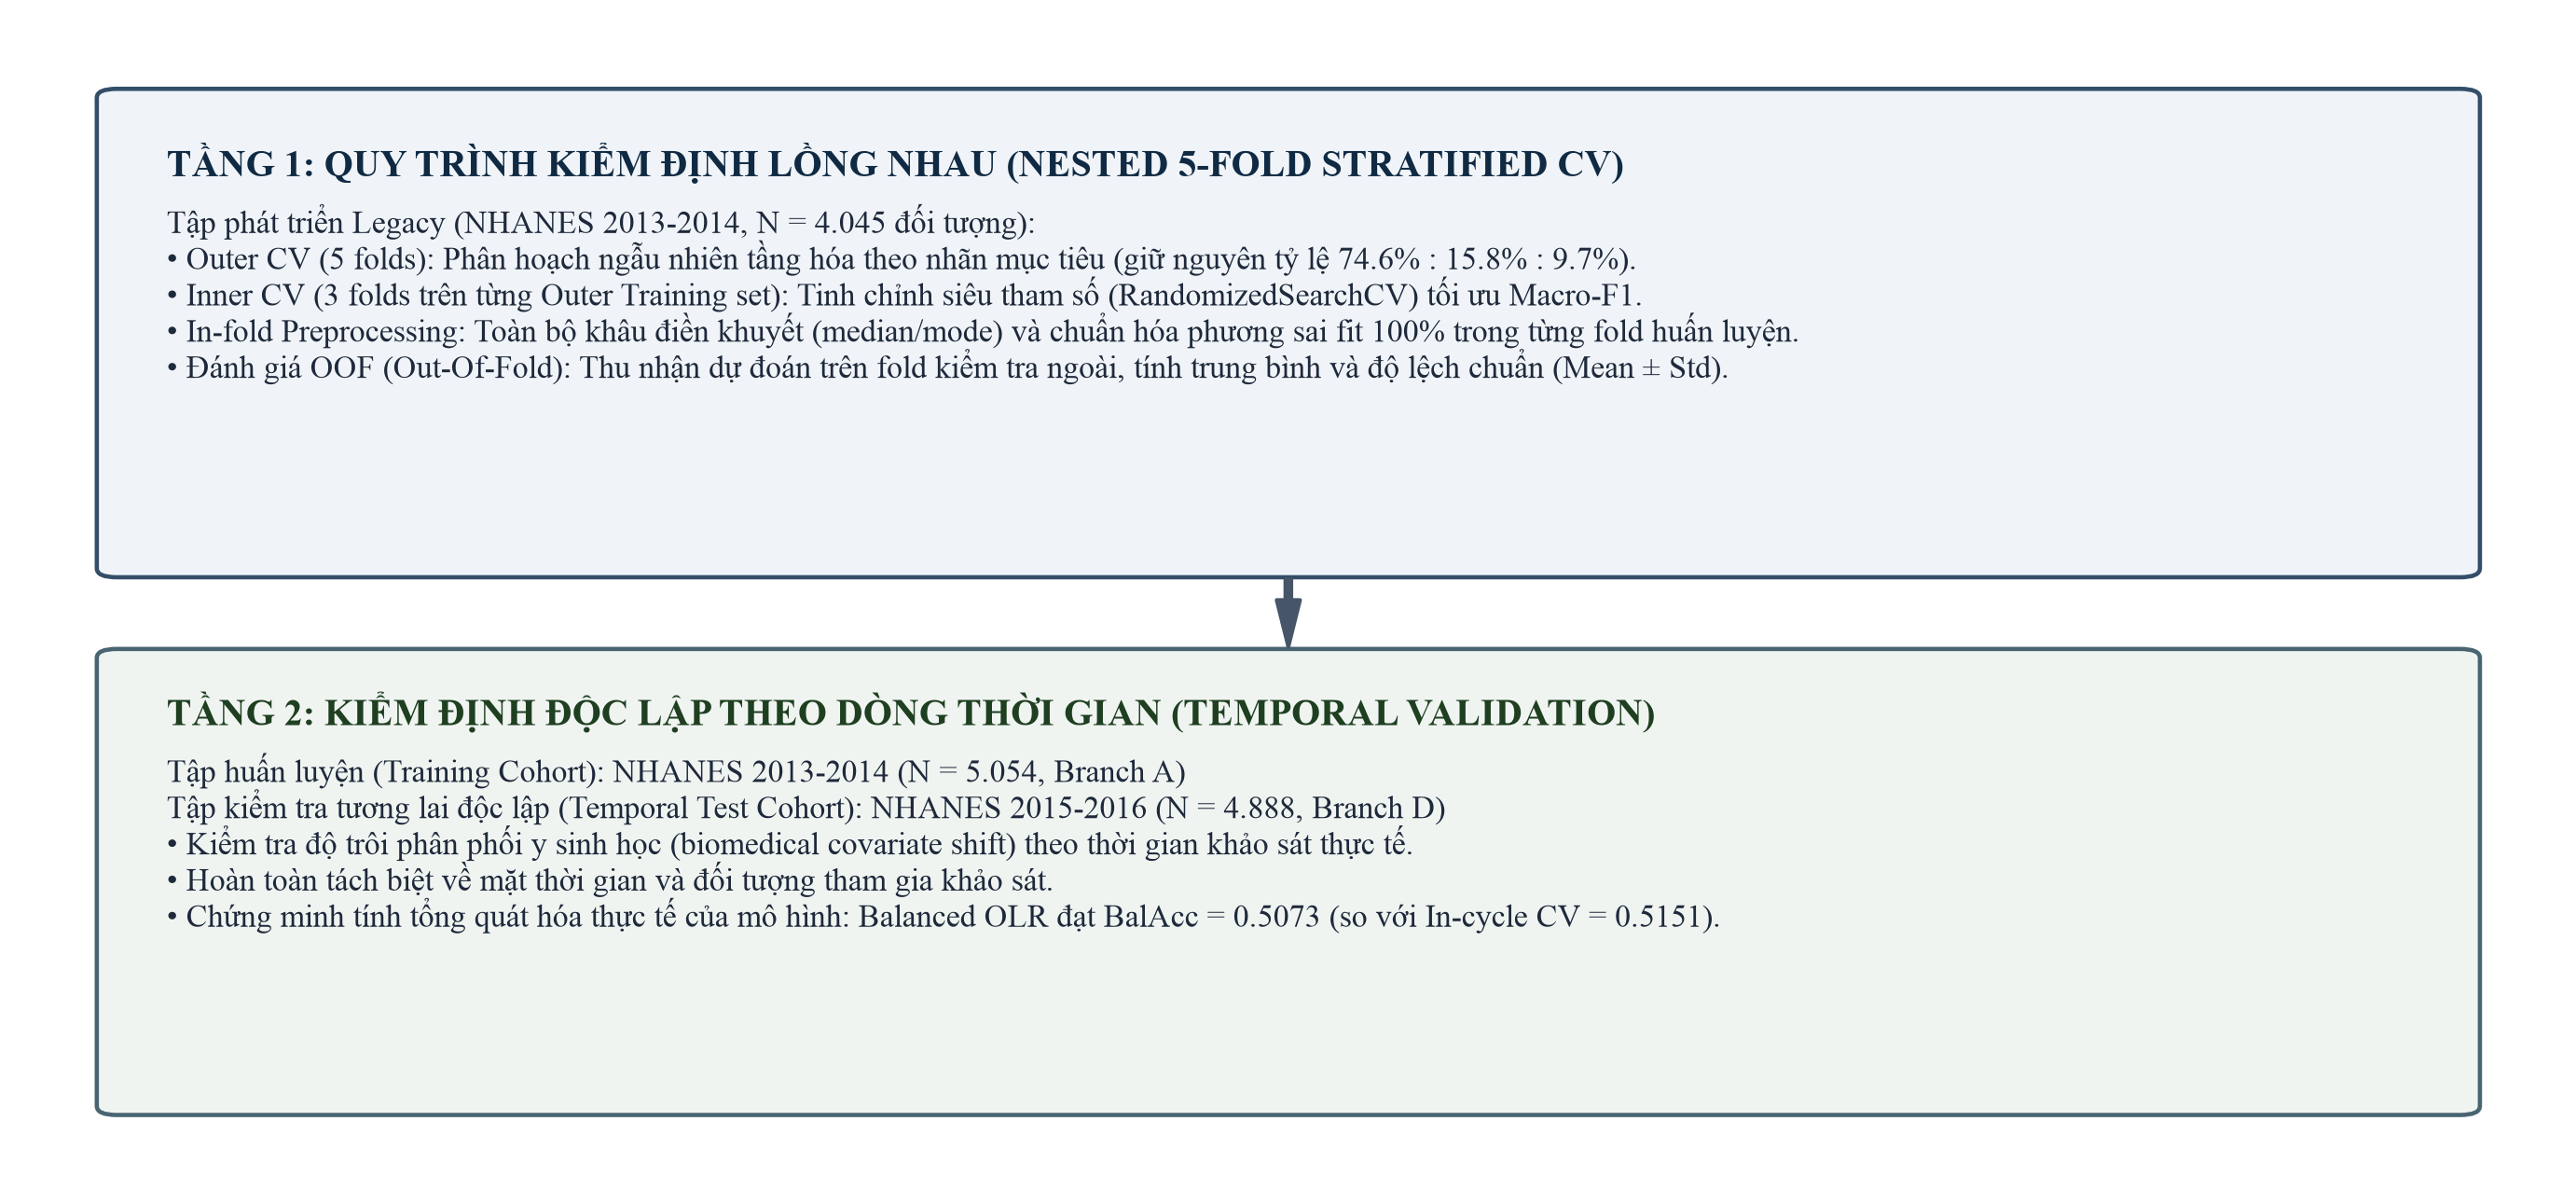 TẦNG 1: QUY TRÌNH KIỂM ĐỊNH LỒNG NHAU (NESTED 5-FOLD STRATIFIED CV)
Tập phát triển Legacy (NHANES 2013-2014, N = 4.045 đối tượng):
• Outer CV (5 folds): Phân hoạch ngẫu nhiên tầng hóa theo nhãn mục tiêu (giữ nguyên tỷ lệ 74.6% : 15.8% : 9.7%).
• Inner CV (3 folds trên từng Outer Training set): Tinh chỉnh siêu tham số (RandomizedSearchCV) tối ưu Macro-F1.
• In-fold Preprocessing: Toàn bộ khâu điền khuyết (median/mode) và chuẩn hóa phương sai fit 100% trong từng fold huấn luyện.
• Đánh giá OOF (Out-Of-Fold): Thu nhận dự đoán trên fold kiểm tra ngoài, tính trung bình và độ lệch chuẩn (Mean ± Std).
TẦNG 2: KIỂM ĐỊNH ĐỘC LẬP THEO DÒNG THỜI GIAN (TEMPORAL VALIDATION)
Tập huấn luyện (Training Cohort): NHANES 2013-2014 (N = 5.054, Branch A)
Tập kiểm tra tương lai độc lập (Temporal Test Cohort): NHANES 2015-2016 (N = 4.888, Branch D)
• Kiểm tra độ trôi phân phối y sinh học (biomedical covariate shift) theo thời gian khảo sát thực tế.
• Hoàn toàn tách biệt về mặt thời gian và đối tượng tham gia khảo sát.
• Chứng minh tính tổng quát hóa thực tế của mô hình: Balanced OLR đạt BalAcc = 0.5073 (so với In-cycle CV = 0.5151).